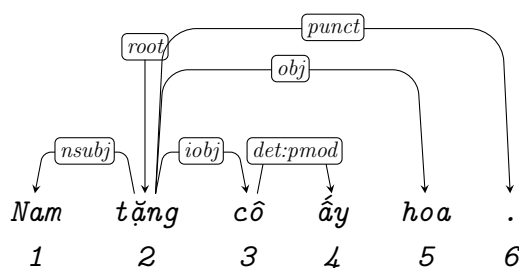 punct
root
obj
nsubj iobj det:pmod
Nam tặng cô ấy hoa .
1 2 3 4 5 6